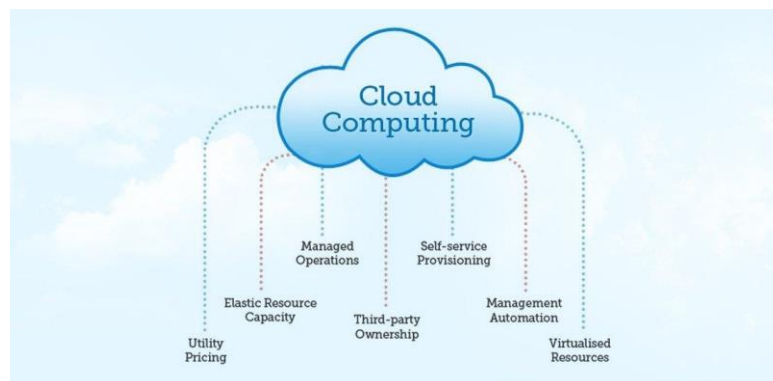 Cloud
Computing
Managed
Operations
Self-service
Provisioning
Elastic Resource
Capacity
Third-party
Ownership
Management
Automation
Utility
Pricing
Virtualised
Resources